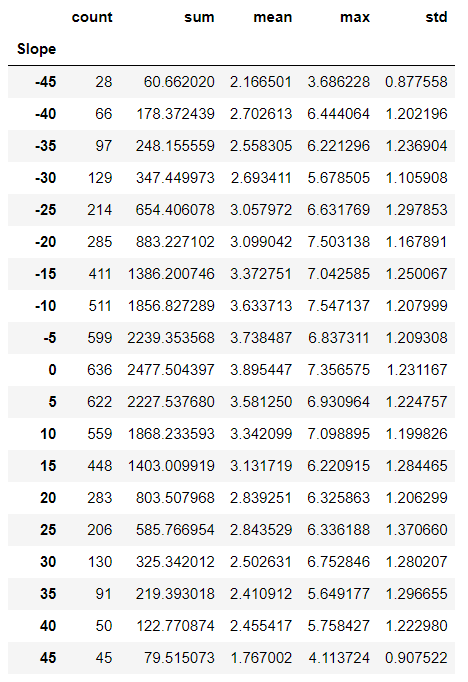 count sum mean max std
Slope
-45 28 60.662020 2.166501 3.686228 0.877558
-40 66 178.372439 2.702613 6.444064 1.202196
-35 97 248.155559 2.558305 6.221296 1.236904
-30 129 347.449973 2.693411 5.678505 1.105908
-25 214 654.406078 3.057972 6.631769 1.297853
-20 285 883.227102 3.099042 7.503138 1.167891
-15 411 1386.200746 3.372751 7.042585 1.250067
-10 511 1856.827289 3.633713 7.547137 1.207999
-5 599 2239.353568 3.738487 6.837311 1.209308
0 636 2477.504397 3.895447 7.356575 1.231167
5 622 2227.537680 3.581250 6.930964 1.224757
10 559 1868.233593 3.342099 7.098895 1.199826
15 448 1403.009919 3.131719 6.220915 1.284465
20 283 803.507968 2.839251 6.325863 1.206299
25 206 585.766954 2.843529 6.336188 1.370660
30 130 325.342012 2.502631 6.752846 1.280207
35 91 219.393018 2.410912 5.649177 1.296655
40 50 122.770874 2.455417 5.758427 1.222980
45 45 79.515073 1.767002 4.113724 0.907522